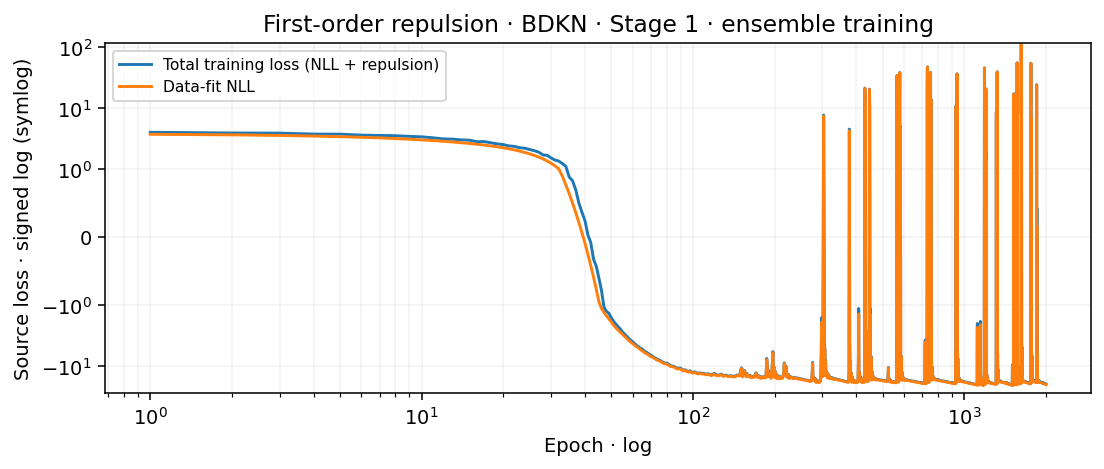 First-order repulsion · BDKN · Stage 1 · ensemble training
Total training loss (NLL + repulsion)
Data-fit NLL
Source loss · signed log (symlog)
10²
10¹
10⁰
0
−10⁰
−10¹
10⁰ 10¹ 10² 10³
Epoch · log